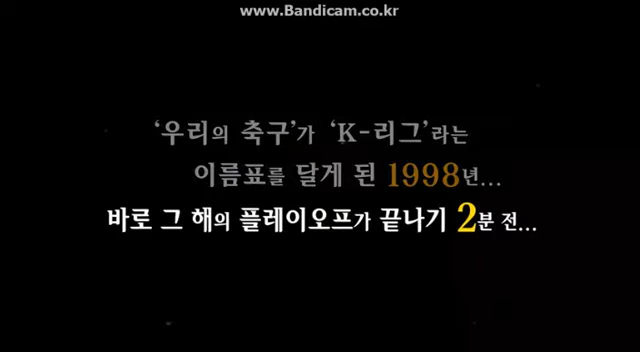 www.Bandicam.co.kr
‘우리의 축구’가 ‘K-리그’라는
이름표를 달게 된 1998년...
바로 그 해의 플레이오프가 끝나기 2분 전...